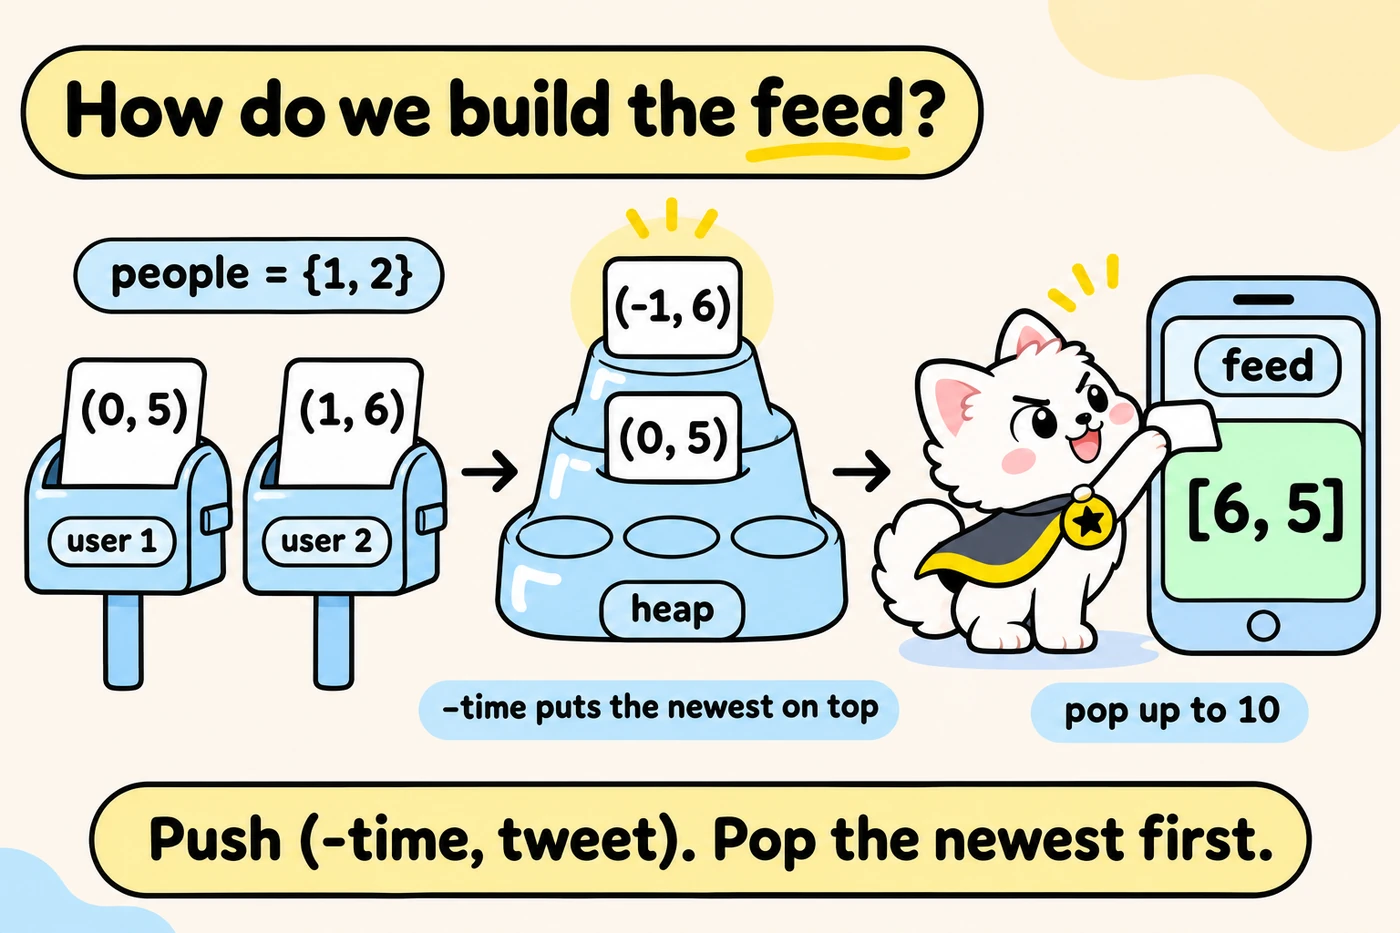 How do we build the feed?
people = {1, 2}
(0, 5)
user 1
(1, 6)
user 2
(-1, 6)
(0, 5)
heap
feed
[6, 5]
-time puts the newest on top
pop up to 10
Push (-time, tweet). Pop the newest first.